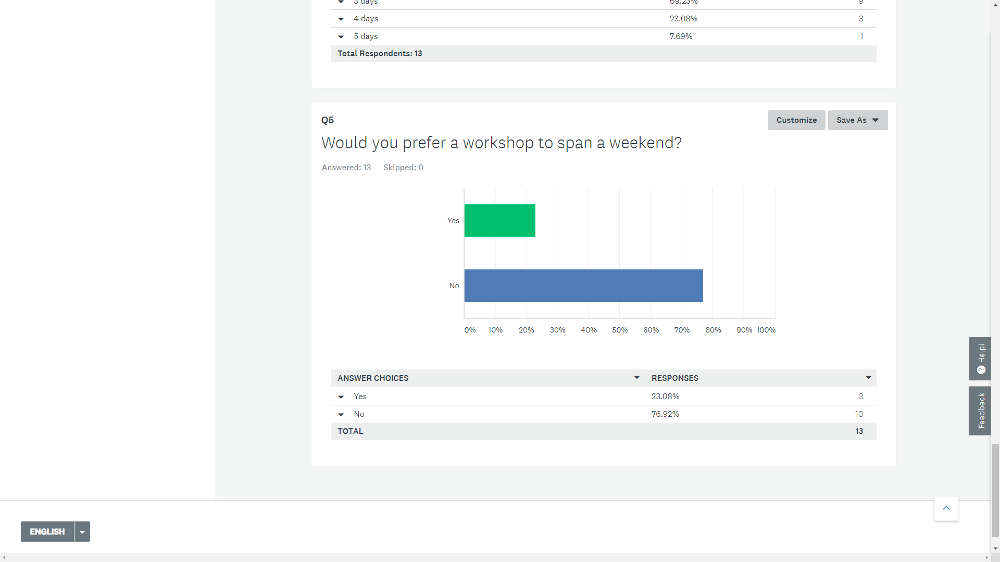 3 days 69.23% 9
4 days 23.08% 3
5 days 7.69% 1
Total Respondents: 13
Q5
Customize Save As
Would you prefer a workshop to span a weekend?
Answered: 13 Skipped: 0
Yes
No
0% 10% 20% 30% 40% 50% 60% 70% 80% 90% 100%
Help!
Feedback
ANSWER CHOICES RESPONSES
Yes 23.08% 3
No 76.92% 10
TOTAL 13
ENGLISH